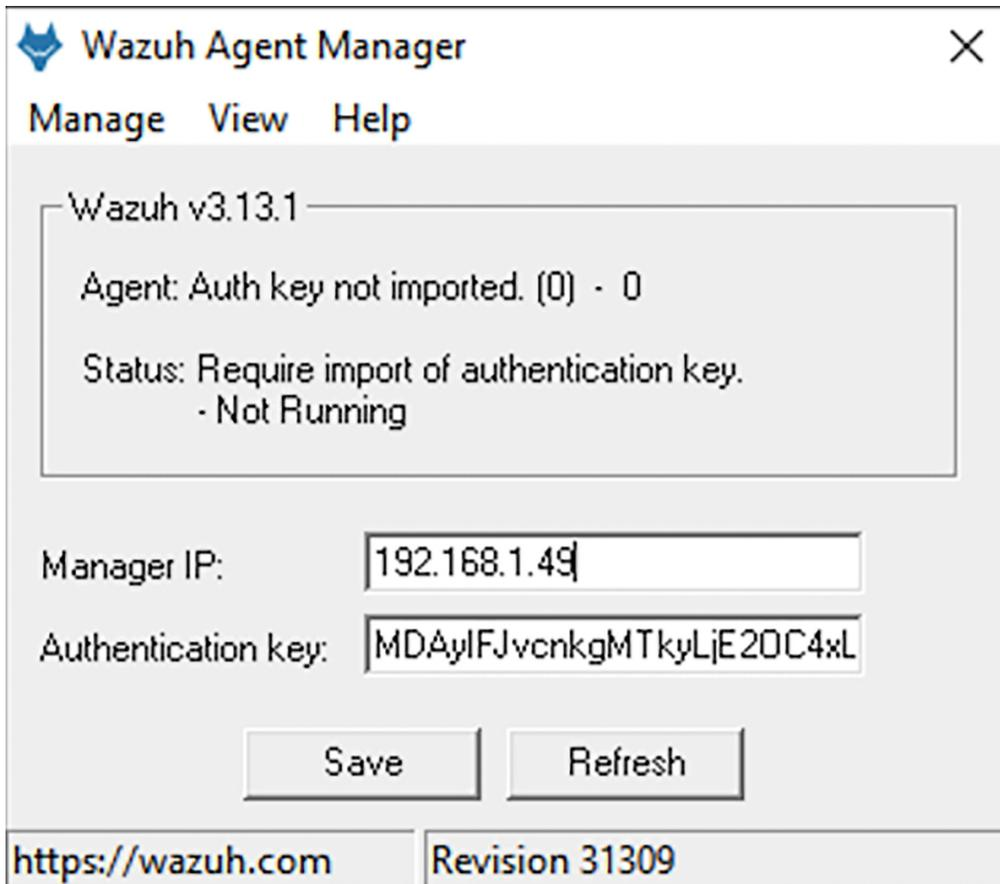 Wazuh Agent Manager
Manage View Help
Wazuh v3.13.1
Agent: Auth key not imported. (0) - 0
Status: Require import of authentication key.
- Not Running
Manager IP: 192.168.1.49
Authentication key: MDAyIFJvcnkgMTkyLjE2OC4xL
Save Refresh
https://wazuh.com Revision 31309